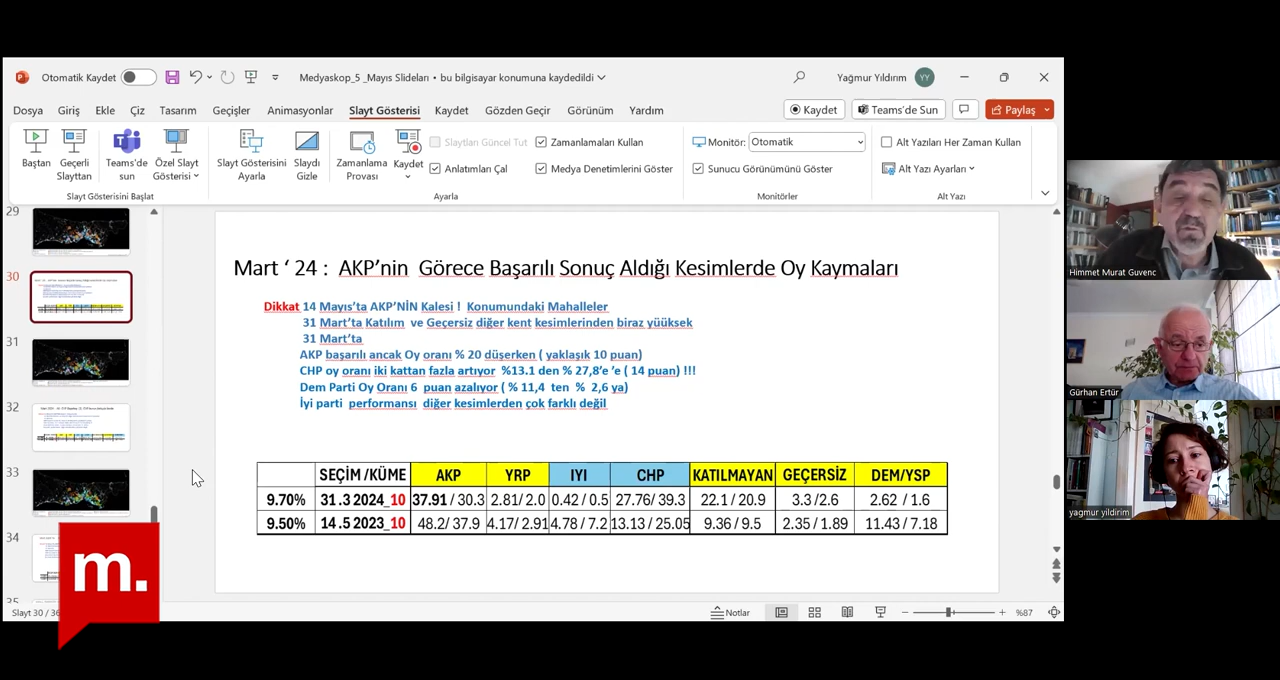 Otomatik Kaydet
Medyaskop_5 _Mayıs Slideları • bu bilgisayar konumuna kaydedildi
Yağmur Yıldırım
YY
Dosya Giriş Ekle Çiz Tasarım Geçişler Animasyonlar Slayt Gösterisi Kaydet Gözden Geçir Görünüm Yardım
Kaydet
Teams'de Sun
Paylaş
Baştan
Geçerli Slayttan
Teams'de sun
Özel Slayt Gösterisi
Slayt Gösterisini Başlat
Slayt Gösterisini Ayarla
Slaydı Gizle
Zamanlama Provası
Kaydet
Slaytları Güncel Tut
Anlatımları Çal
Zamanlamaları Kullan
Medya Denetimlerini Göster
Ayarla
Monitör: Otomatik
Sunucu Görünümünü Göster
Monitörler
Alt Yazıları Her Zaman Kullan
Alt Yazı Ayarları
Alt Yazı
29
30
31
32
33
34
35
Mart ‘ 24 : AKP’nin Görece Başarılı Sonuç Aldığı Kesimlerde Oy Kaymaları
Dikkat 14 Mayıs’ta AKP’NİN Kalesi ! Konumundaki Mahalleler
31 Mart’ta Katılım ve Geçersiz diğer kent kesimlerinden biraz yüüksek
31 Mart’ta
AKP başarılı ancak Oy oranı % 20 düşerken ( yaklaşık 10 puan)
CHP oy oranı iki kattan fazla artıyor %13.1 den % 27,8’e ’e ( 14 puan) !!!
Dem Parti Oy Oranı 6 puan azalıyor ( % 11,4 ten % 2,6 ya)
İyi parti performansı diğer kesimlerden çok farklı değil
SEÇİM /KÜME AKP YRP IYI CHP KATILMAYAN GEÇERSİZ DEM/YSP
9.70% 31.3 2024_10 37.91 / 30.3 2.81/ 2.0 0.42 / 0.5 27.76/ 39.3 22.1 / 20.9 3.3 /2.6 2.62 / 1.6
9.50% 14.5 2023_10 48.2/ 37.9 4.17/ 2.91 4.78 / 7.2 13.13 / 25.05 9.36 / 9.5 2.35 / 1.89 11.43 / 7.18
Slayt 30 / 36
Notlar
%87
m.
Himmet Murat Guvenc
Gürhan Ertür
yagmur yildirim